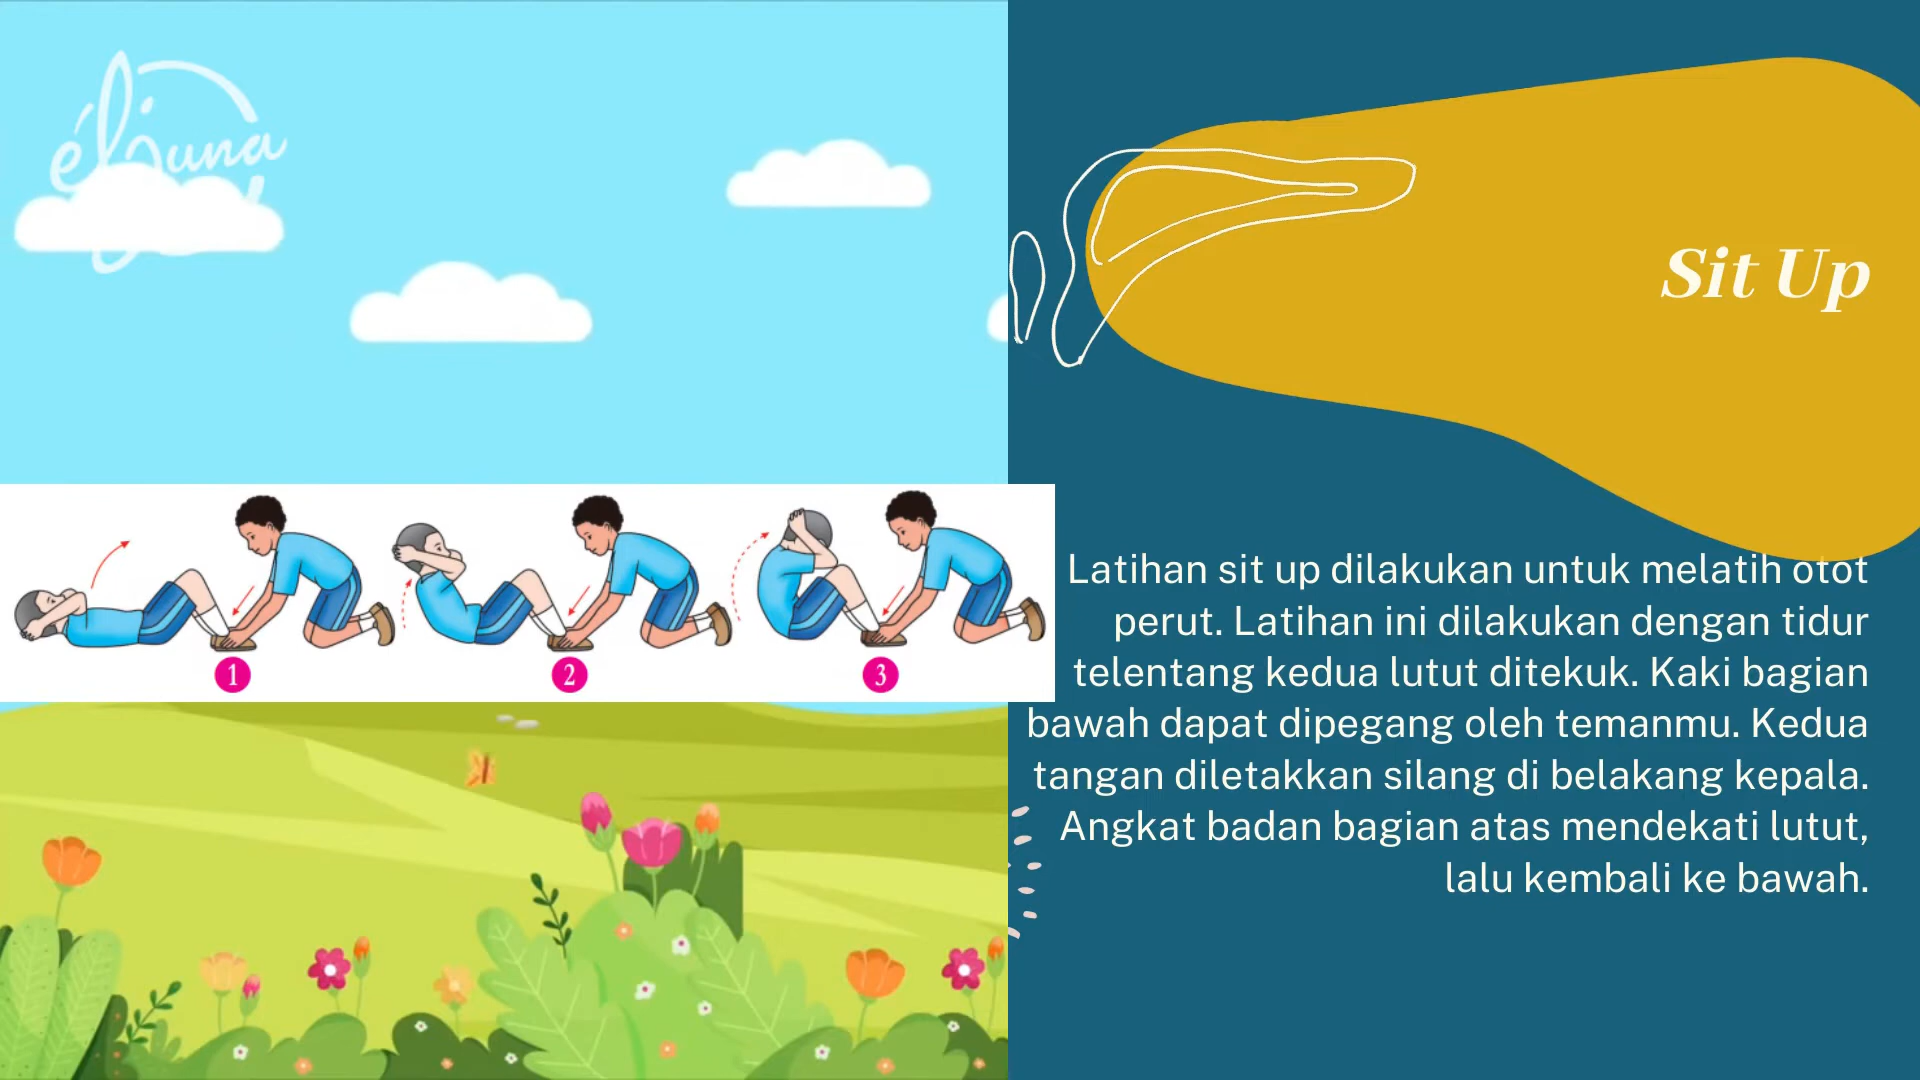 éljuna
Sit Up
1
2
3
Latihan sit up dilakukan untuk melatih otot
perut. Latihan ini dilakukan dengan tidur
telentang kedua lutut ditekuk. Kaki bagian
bawah dapat dipegang oleh temanmu. Kedua
tangan diletakkan silang di belakang kepala.
Angkat badan bagian atas mendekati lutut,
lalu kembali ke bawah.